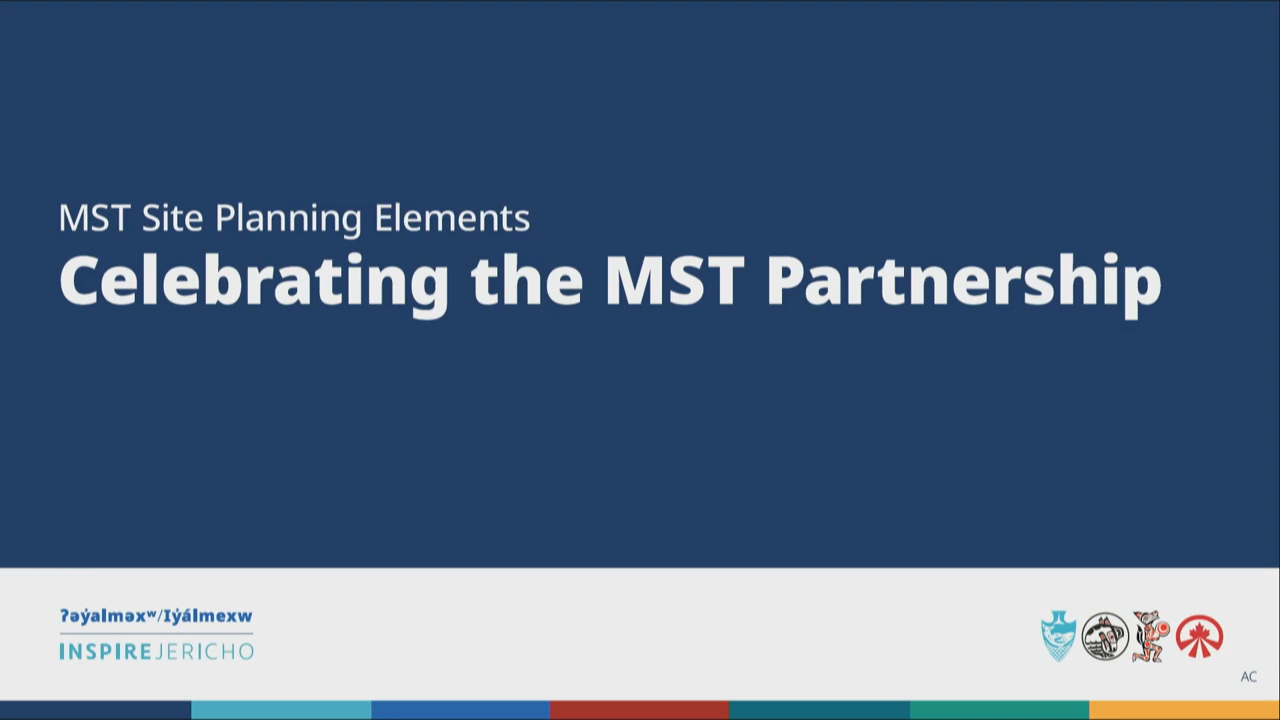 MST Site Planning Elements
Celebrating the MST Partnership
ʔəy̓alməxʷ/Iy̓álmexw
INSPIREJERICHO
AC